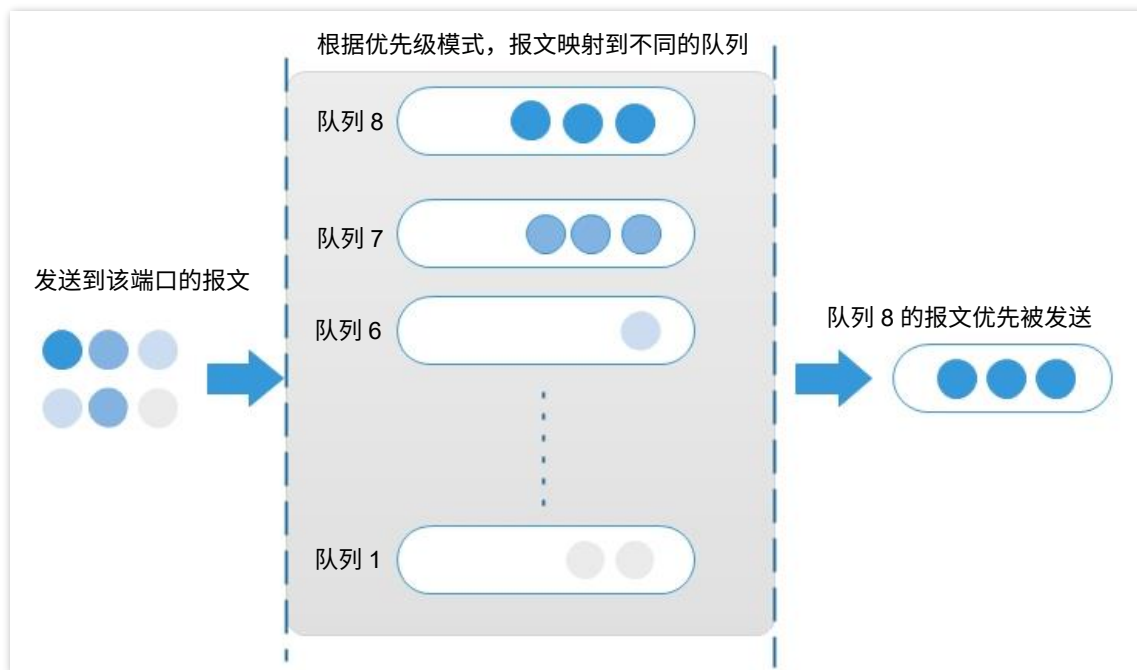 根据优先级模式，报文映射到不同的队列
队列 8
队列 7
发送到该端口的报文
队列 6
队列 8 的报文优先被发送
队列 1